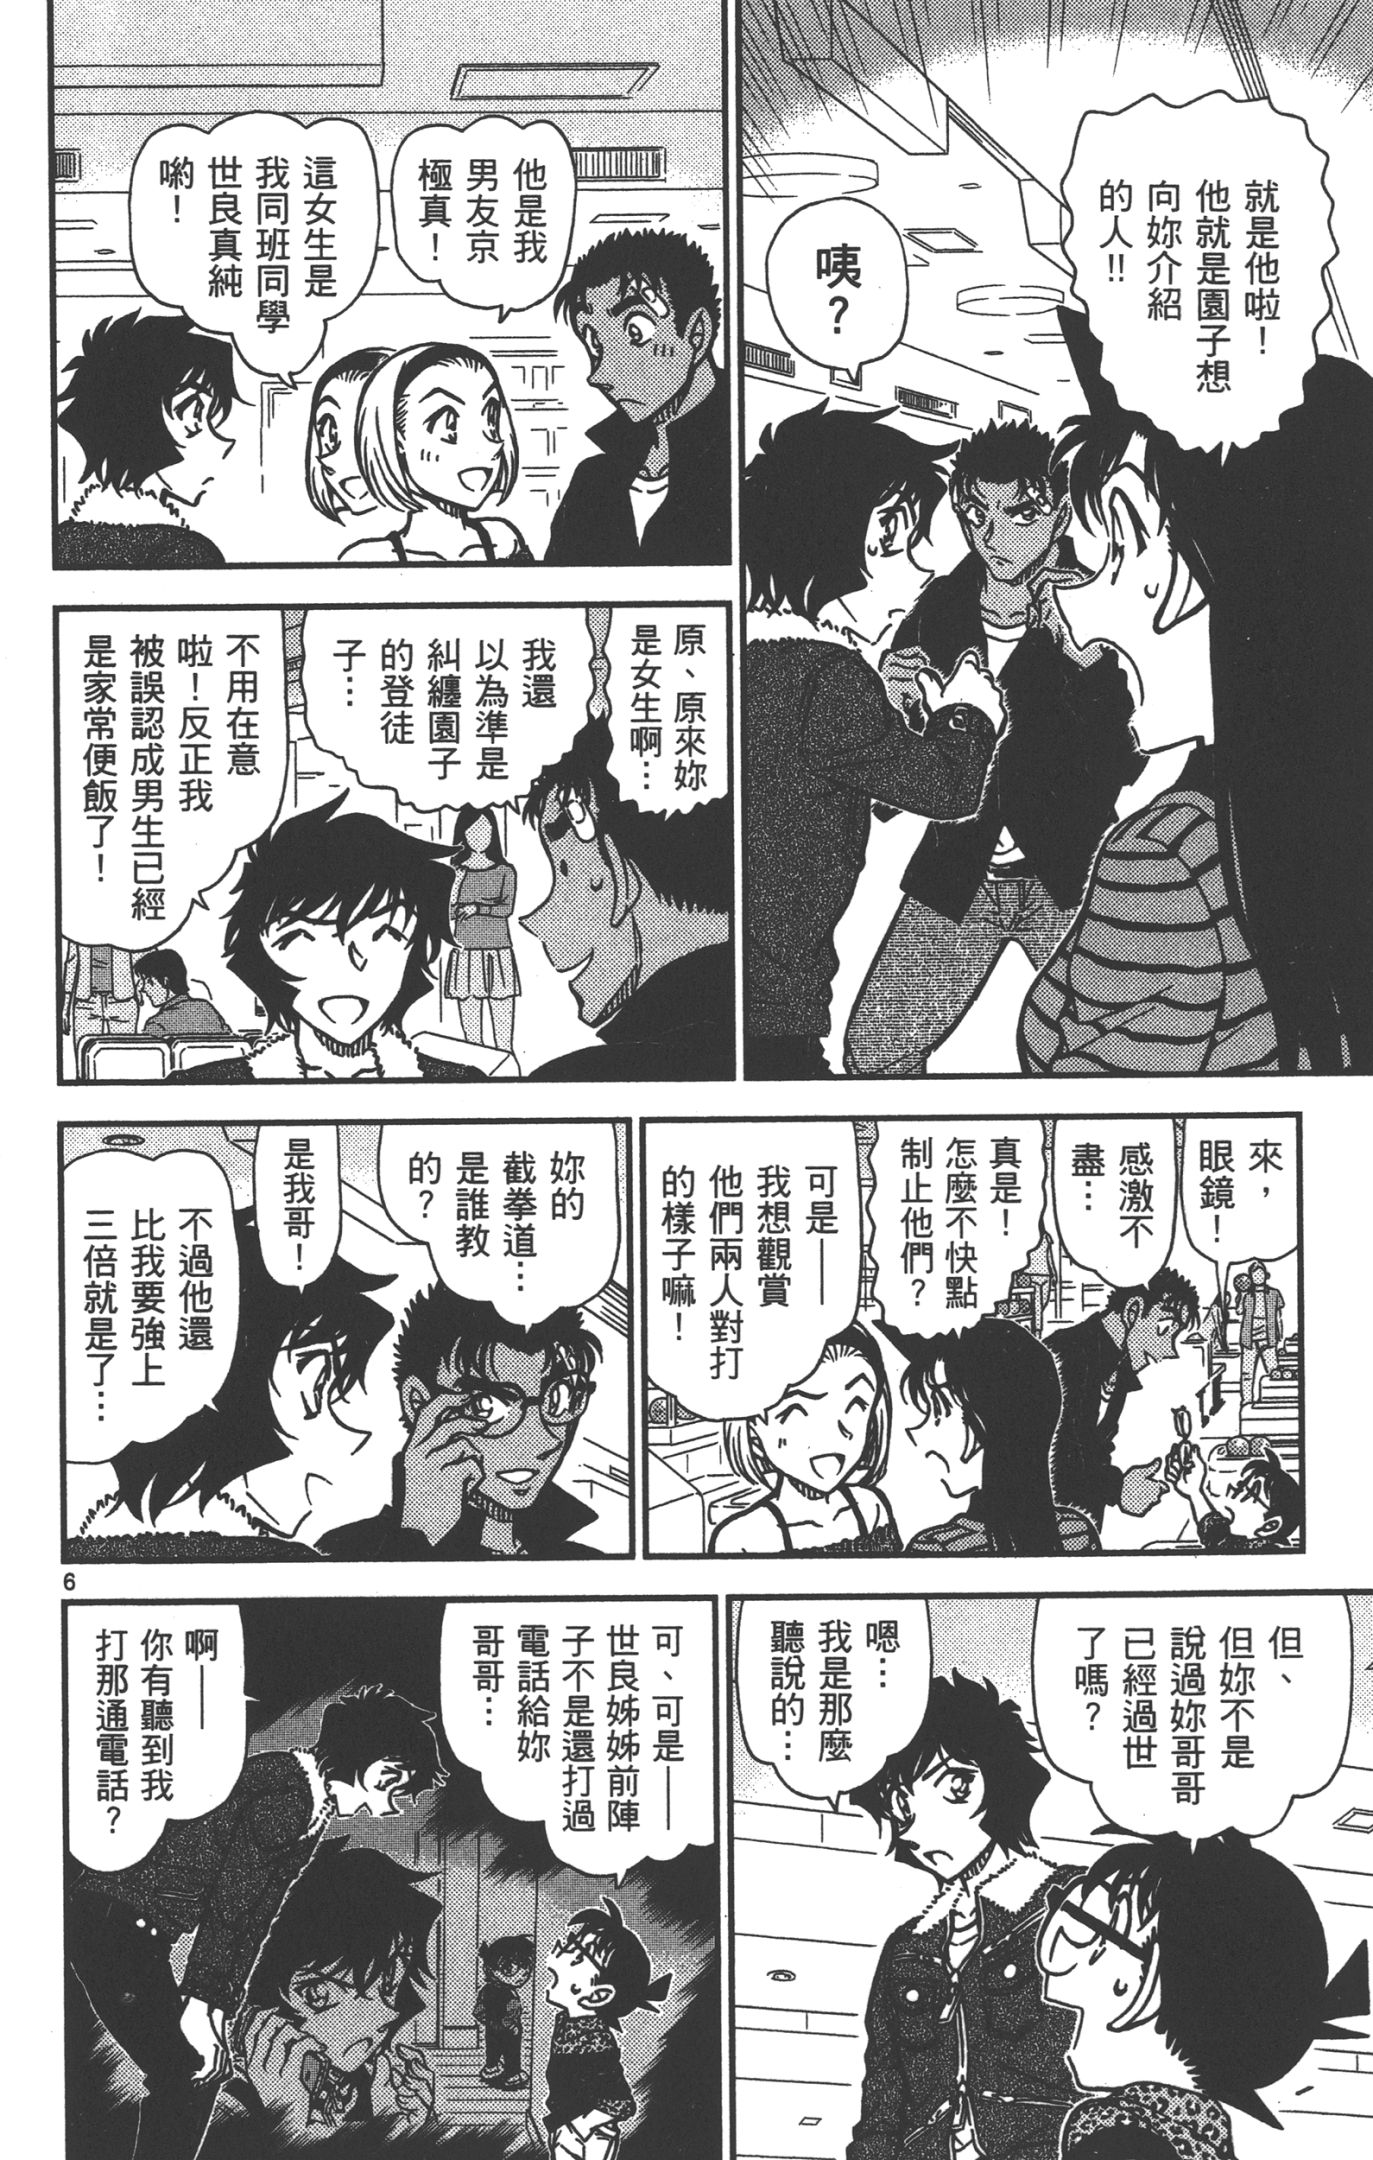 就是他啦！
他就是園子想
向妳介紹
的人!!
咦？
他是我
男友京
極真！
這女生是
我同班同學
世良真純
喲！
原、原來妳
是女生啊…
我還
以為準是
糾纏園子
的登徒
子…
不用在意
啦！反正我
被誤認成男生已經
是家常便飯了！
來，
眼鏡！
感激不
盡…
真是！
怎麼不快點
制止他們？
可是——
我想觀賞
他們兩人對打
的樣子嘛！
妳的
截拳道…
是誰教
的？
是我哥！
不過他還
比我要強上
三倍就是了…
但、
但妳不是
說過妳哥哥
已經過世
了嗎？
嗯…
我是那麼
聽說的…
可、可是——
世良姊姊前陣
子不是還打過
電話給妳
哥哥…
啊——
你有聽到我
打那通電話？
6